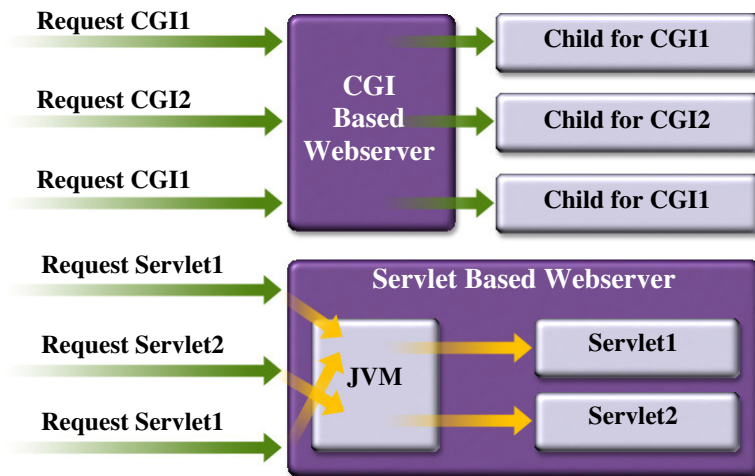 Request CGI1
Child for CGI1
CGI
Based
Webserver
Request CGI2
Child for CGI2
Request CGI1
Child for CGI1
Request Servlet1
Servlet Based Webserver
Request Servlet2
JVM
Servlet1
Request Servlet1
Servlet2